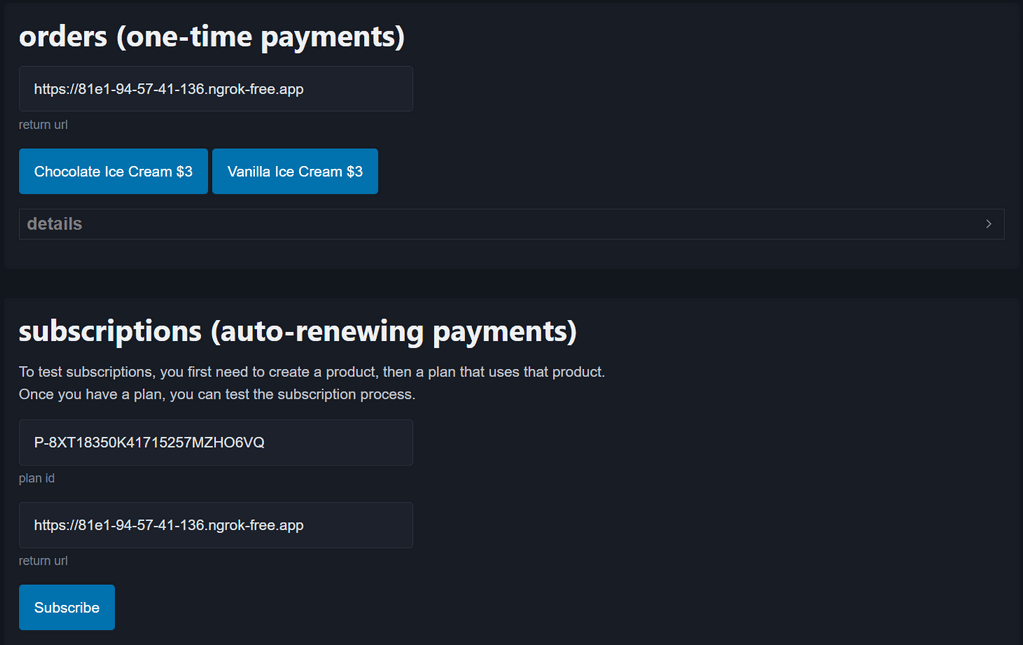 orders (one-time payments)
https://81e1-94-57-41-136.ngrok-free.app
return url
Chocolate Ice Cream $3
Vanilla Ice Cream $3
details
subscriptions (auto-renewing payments)
To test subscriptions, you first need to create a product, then a plan that uses that product.
Once you have a plan, you can test the subscription process.
P-8XT18350K41715257MZHO6VQ
plan id
https://81e1-94-57-41-136.ngrok-free.app
return url
Subscribe